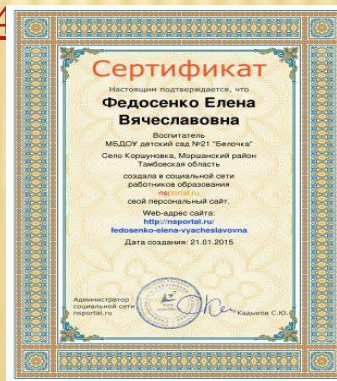 4
Сертификат
Настоящим подтверждается, что
Федосенко Елена
Вячеславовна
Воспитатель
МБДОУ детский сад №21 "Белочка"
Село Коршуновка, Моршанский район
Тамбовская область
создала в социальной сети
работников образования
nsportal.ru
свой персональный сайт.
Web-адрес сайта:
http://nsportal.ru/
fedosenko-elena-vyacheslavovna
Дата создания: 21.01.2015
Администратор
социальной сети
nsportal.ru
Кадыков С.Ю.